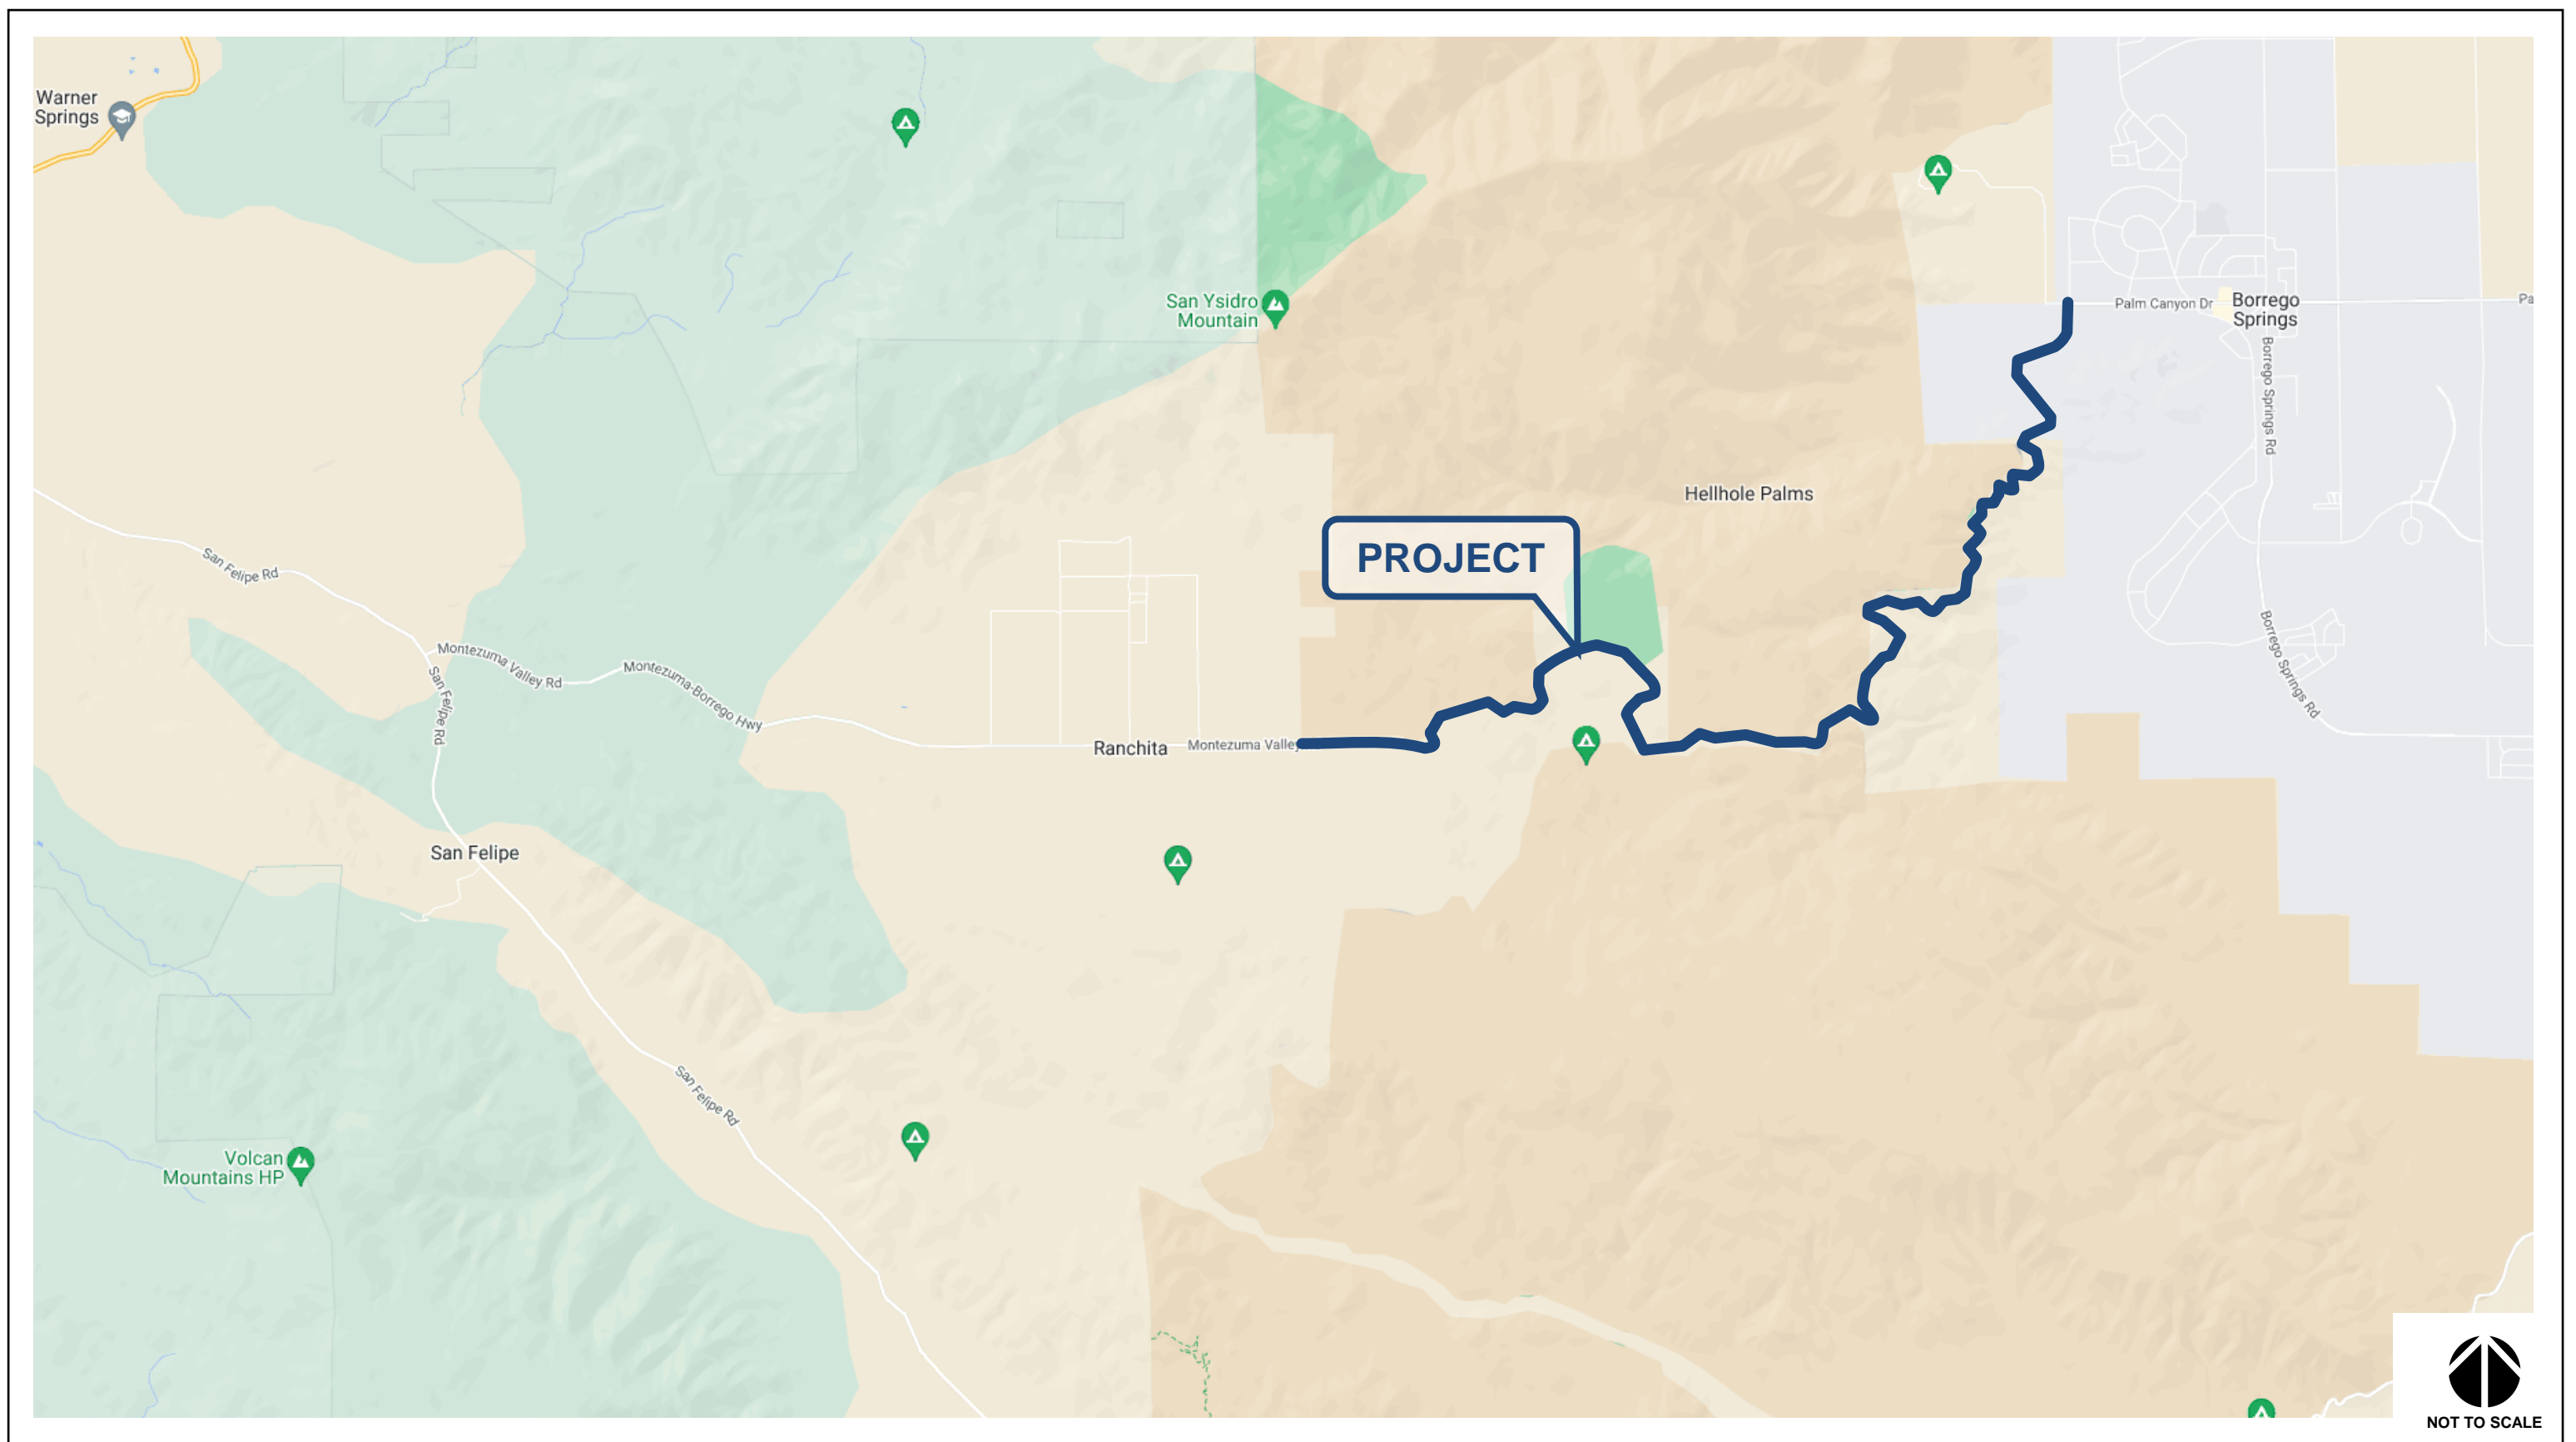 Warner
Springs
San Ysidro
Mountain
Palm Canyon Dr
Borrego
Springs
Pa
Borrego Springs Rd
Hellhole Palms
PROJECT
San Felipe Rd
Montezuma Valley Rd
Montezuma-Borrego Hwy
San Felipe Rd
Borrego Springs Rd
Ranchita
Montezuma Valley
San Felipe
San Felipe Rd
Volcan
Mountains HP
NOT TO SCALE